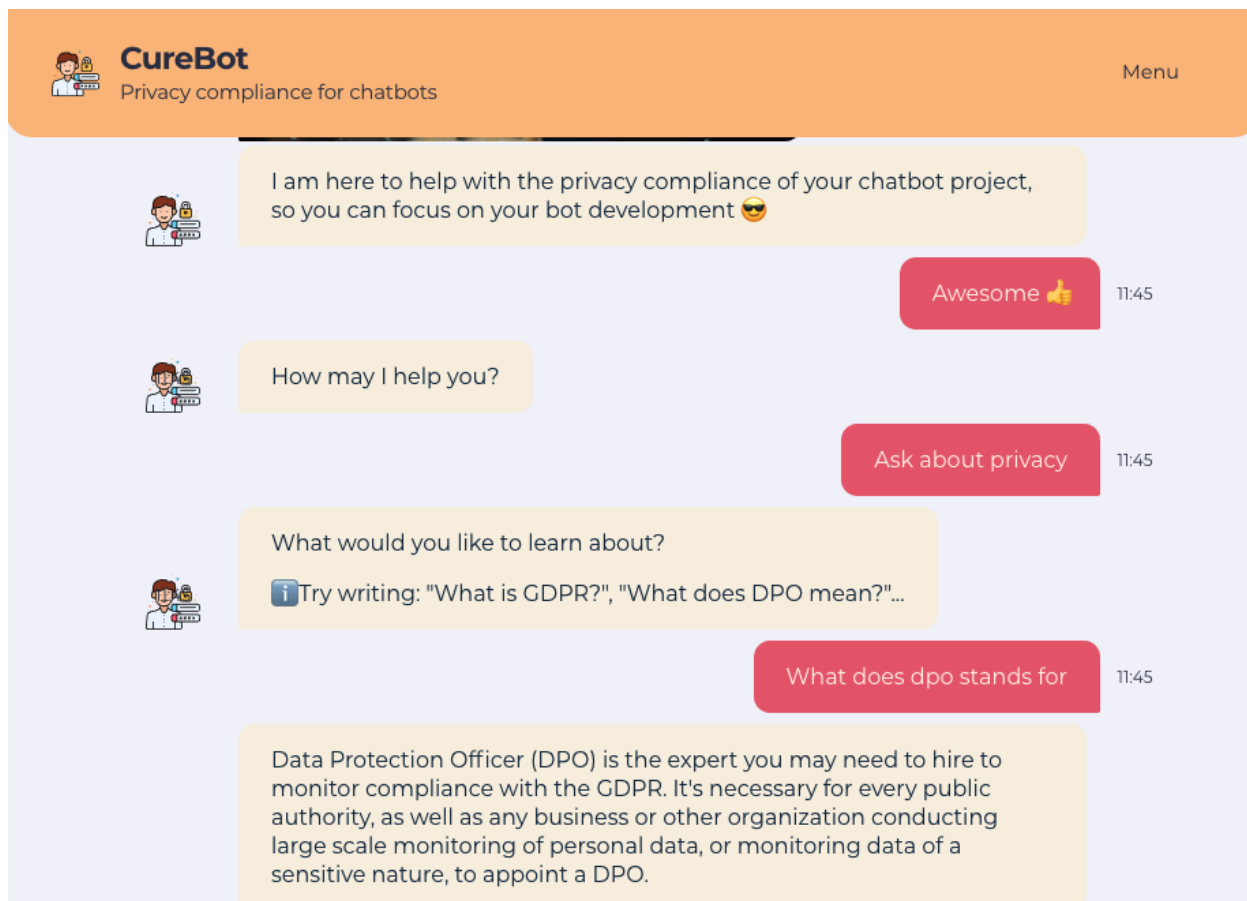 CureBot
Privacy compliance for chatbots
Menu
I am here to help with the privacy compliance of your chatbot project,
so you can focus on your bot development 😎
Awesome 👍
11:45
How may I help you?
Ask about privacy
11:45
What would you like to learn about?
ℹ️Try writing: "What is GDPR?", "What does DPO mean?"...
What does dpo stands for
11:45
Data Protection Officer (DPO) is the expert you may need to hire to
monitor compliance with the GDPR. It's necessary for every public
authority, as well as any business or other organization conducting
large scale monitoring of personal data, or monitoring data of a
sensitive nature, to appoint a DPO.